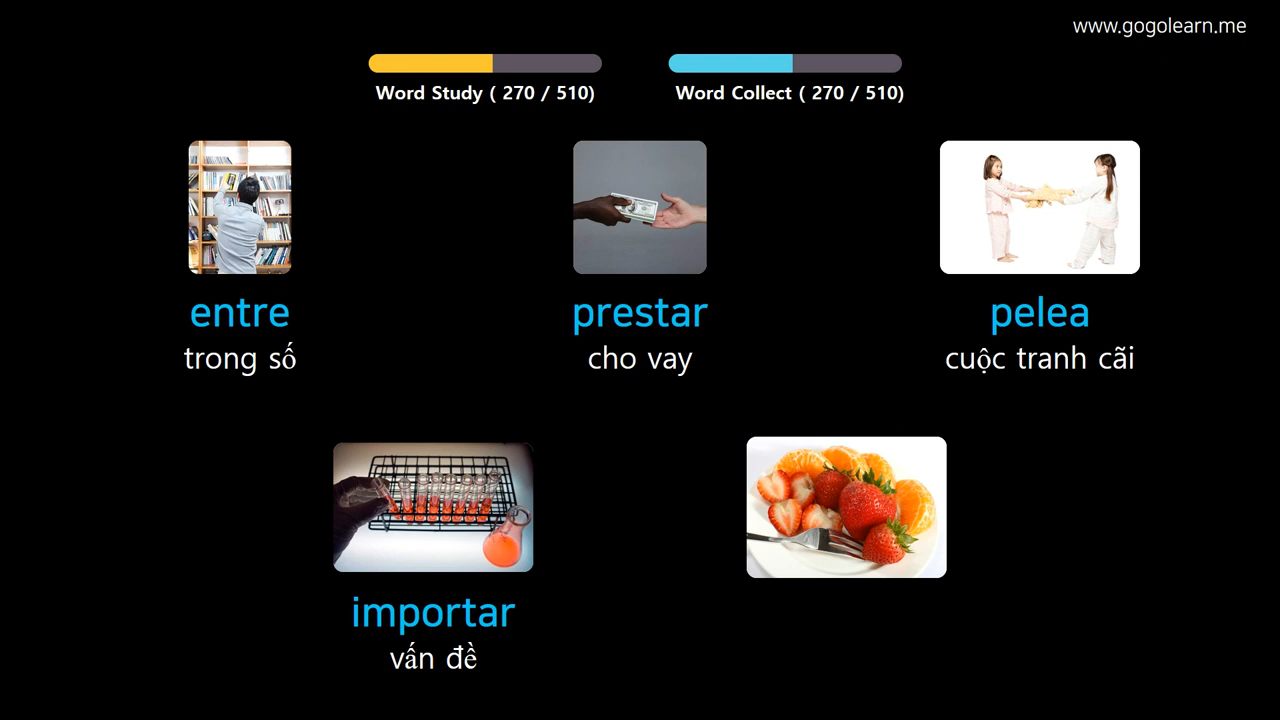 www.gogolearn.me
Word Study ( 270 / 510)
Word Collect ( 270 / 510)
entre
trong số
prestar
cho vay
pelea
cuộc tranh cãi
importar
vấn đề